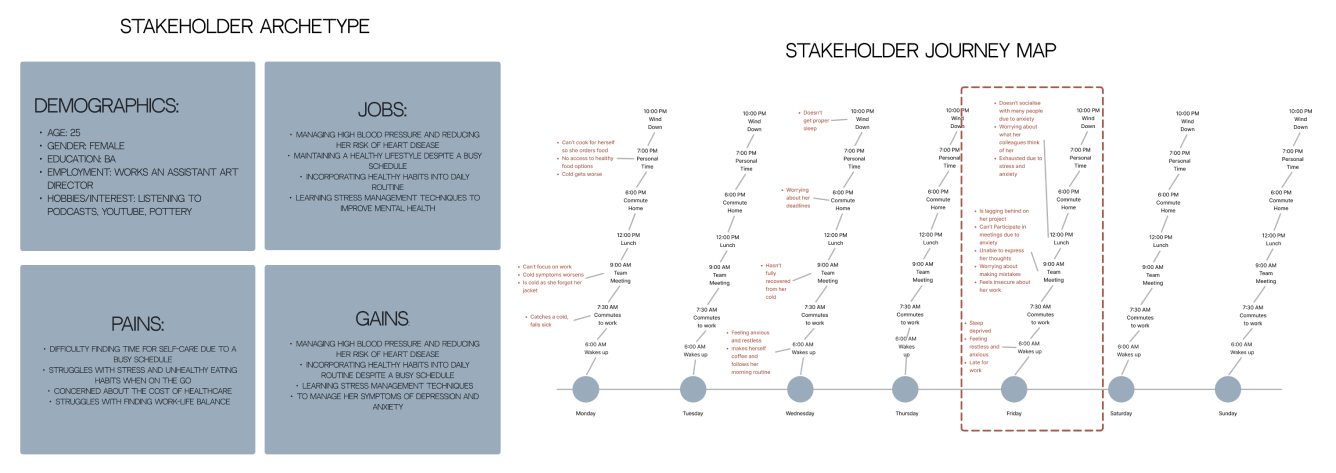 STAKEHOLDER ARCHETYPE
DEMOGRAPHICS:
• AGE: 25
• GENDER: FEMALE
• EDUCATION: BA
• EMPLOYMENT: WORKS AN ASSISTANT ART
DIRECTOR
• HOBBIES/INTEREST: LISTENING TO
PODCASTS, YOUTUBE, POTTERY
JOBS:
• MANAGING HIGH BLOOD PRESSURE AND REDUCING
HER RISK OF HEART DISEASE
• MAINTAINING A HEALTHY LIFESTYLE DESPITE A BUSY
SCHEDULE
• INCORPORATING HEALTHY HABITS INTO DAILY
ROUTINE
• LEARNING STRESS MANAGEMENT TECHNIQUES TO
IMPROVE MENTAL HEALTH
PAINS:
• DIFFICULTY FINDING TIME FOR SELF-CARE DUE TO A
BUSY SCHEDULE
• STRUGGLES WITH STRESS AND UNHEALTHY EATING
HABITS WHEN ON THE GO
• CONCERNED ABOUT THE COST OF HEALTHCARE
• STRUGGLES WITH FINDING WORK-LIFE BALANCE
GAINS:
• MANAGING HIGH BLOOD PRESSURE AND REDUCING
HER RISK OF HEART DISEASE
• INCORPORATING HEALTHY HABITS INTO DAILY
ROUTINE DESPITE A BUSY SCHEDULE
• LEARNING STRESS MANAGEMENT TECHNIQUES
• TO MANAGE HER SYMPTOMS OF DEPRESSION AND
ANXIETY
STAKEHOLDER JOURNEY MAP
10:00 PM
Wind
Down
• Can't cook for herself
so she orders food
• No access to healthy
food options
• Cold gets worse
7:00 PM
Personal
Time
6:00 PM
Commute
Home
12:00 PM
Lunch
• Can't focus on work
• Cold symptoms worsens
• Is cold as she forgot her
jacket
9:00 AM
Team
Meeting
• Catches a cold,
falls sick
7:30 AM
Commutes
to work
6:00 AM
Wakes up
Monday
10:00 PM
Wind
Down
7:00 PM
Personal
Time
6:00 PM
Commute
Home
12:00 PM
Lunch
9:00 AM
Team
Meeting
7:30 AM
Commutes
to work
6:00 AM
Wakes up
Tuesday
• Doesn't
get proper
sleep
10:00 PM
Wind
Down
7:00 PM
Personal
Time
• Worrying
about her
deadlines
6:00 PM
Commute
Home
12:00 PM
Lunch
• Hasn't
fully
recovered
from her
cold
9:00 AM
Team
Meeting
7:30 AM
Commutes
to work
• Feeling anxious
and restless
• makes herself
coffee and
follows her
morning routine
6:00 AM
Wakes up
Wednesday
10:00 PM
Wind
Down
7:00 PM
Personal
Time
6:00 PM
Commute
Home
12:00 PM
Lunch
9:00 AM
Team
Meeting
7:30 AM
Commutes
to work
6:00 AM
Wakes
up
Thursday
• Doesn't socialise
with many people
due to anxiety
• Worrying about
what her
colleagues think
of her
• Exhausted due to
stress and
anxiety
10:00 PM
Wind
Down
7:00 PM
Personal
Time
6:00 PM
Commute
Home
12:00 PM
Lunch
• Is lagging behind on
her project
• Can't Participate in
meetings due to
anxiety
• Unable to express
her thoughts
• Worrying about
making mistakes
• Feels insecure about
her work
9:00 AM
Team
Meeting
7:30 AM
Commutes
to work
• Sleep
deprived
• Feeling
restless and
anxious
• Late for
work
6:00 AM
Wakes up
Friday
10:00 PM
Wind
Down
7:00 PM
Personal
Time
6:00 PM
Commute
Home
12:00 PM
Lunch
9:00 AM
Team
Meeting
7:30 AM
Commutes
to work
6:00 AM
Wakes up
Saturday
10:00 PM
Wind
Down
7:00 PM
Personal
Time
6:00 PM
Commute
Home
12:00 PM
Lunch
9:00 AM
Team
Meeting
7:30 AM
Commutes
to work
6:00 AM
Wakes up
Sunday